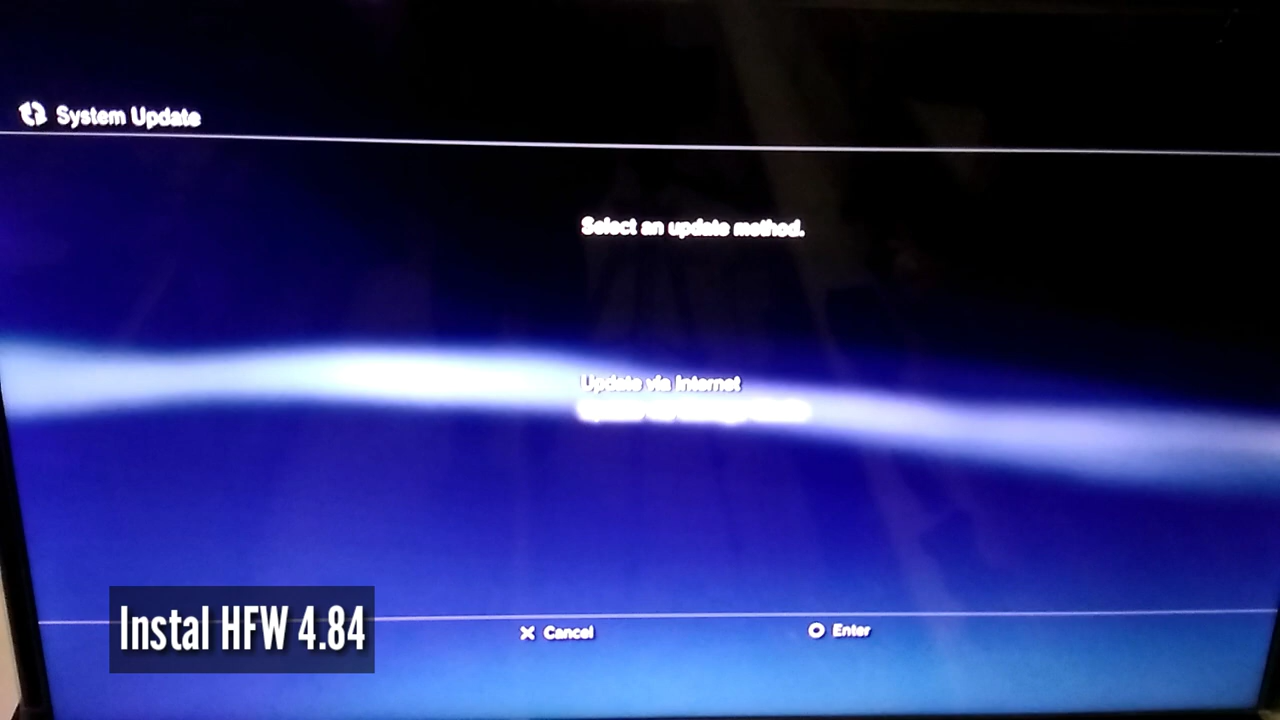 System Update
Select an update method.
Update via Internet
Cancel
Enter
Instal HFW 4.84